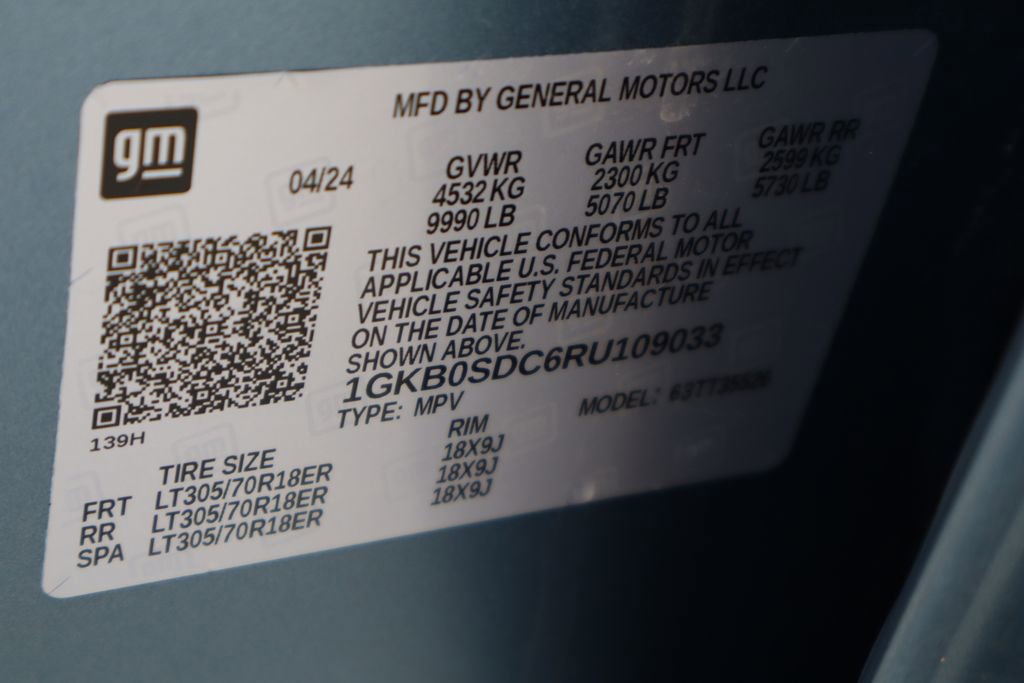 gm
MFD BY GENERAL MOTORS LLC
04/24
GVWR
4532 KG
9990 LB
GAWR FRT
2300 KG
5070 LB
GAWR RR
2599 KG
5730 LB
THIS VEHICLE CONFORMS TO ALL
APPLICABLE U.S. FEDERAL MOTOR
VEHICLE SAFETY STANDARDS IN EFFECT
ON THE DATE OF MANUFACTURE
SHOWN ABOVE.
1GKB0SDC6RU109033
TYPE: MPV
MODEL:
139H
TIRE SIZE RIM
FRT LT305/70R18ER 18X9J
RR LT305/70R18ER 18X9J
SPA LT305/70R18ER 18X9J